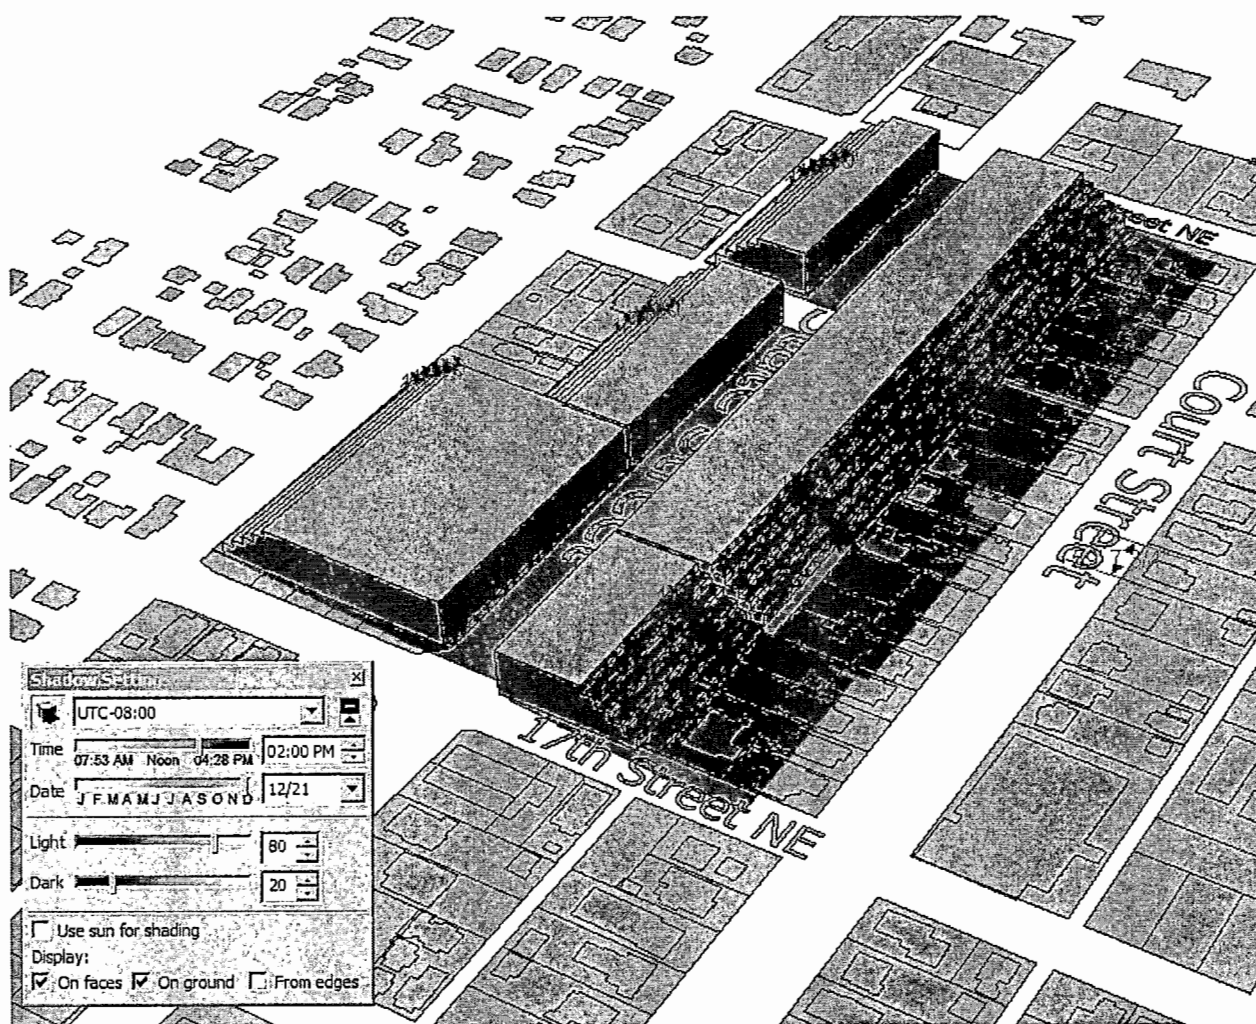 Street NE
Court Street
17th Street NE
Shadow Setting
UTC-08:00
Time
07:53 AM Noon 04:28 PM
02:00 PM
Date
J F M A M J J A S O N D
12/21
Light
80
Dark
20
Use sun for shading
Display:
On faces
On ground
From edges